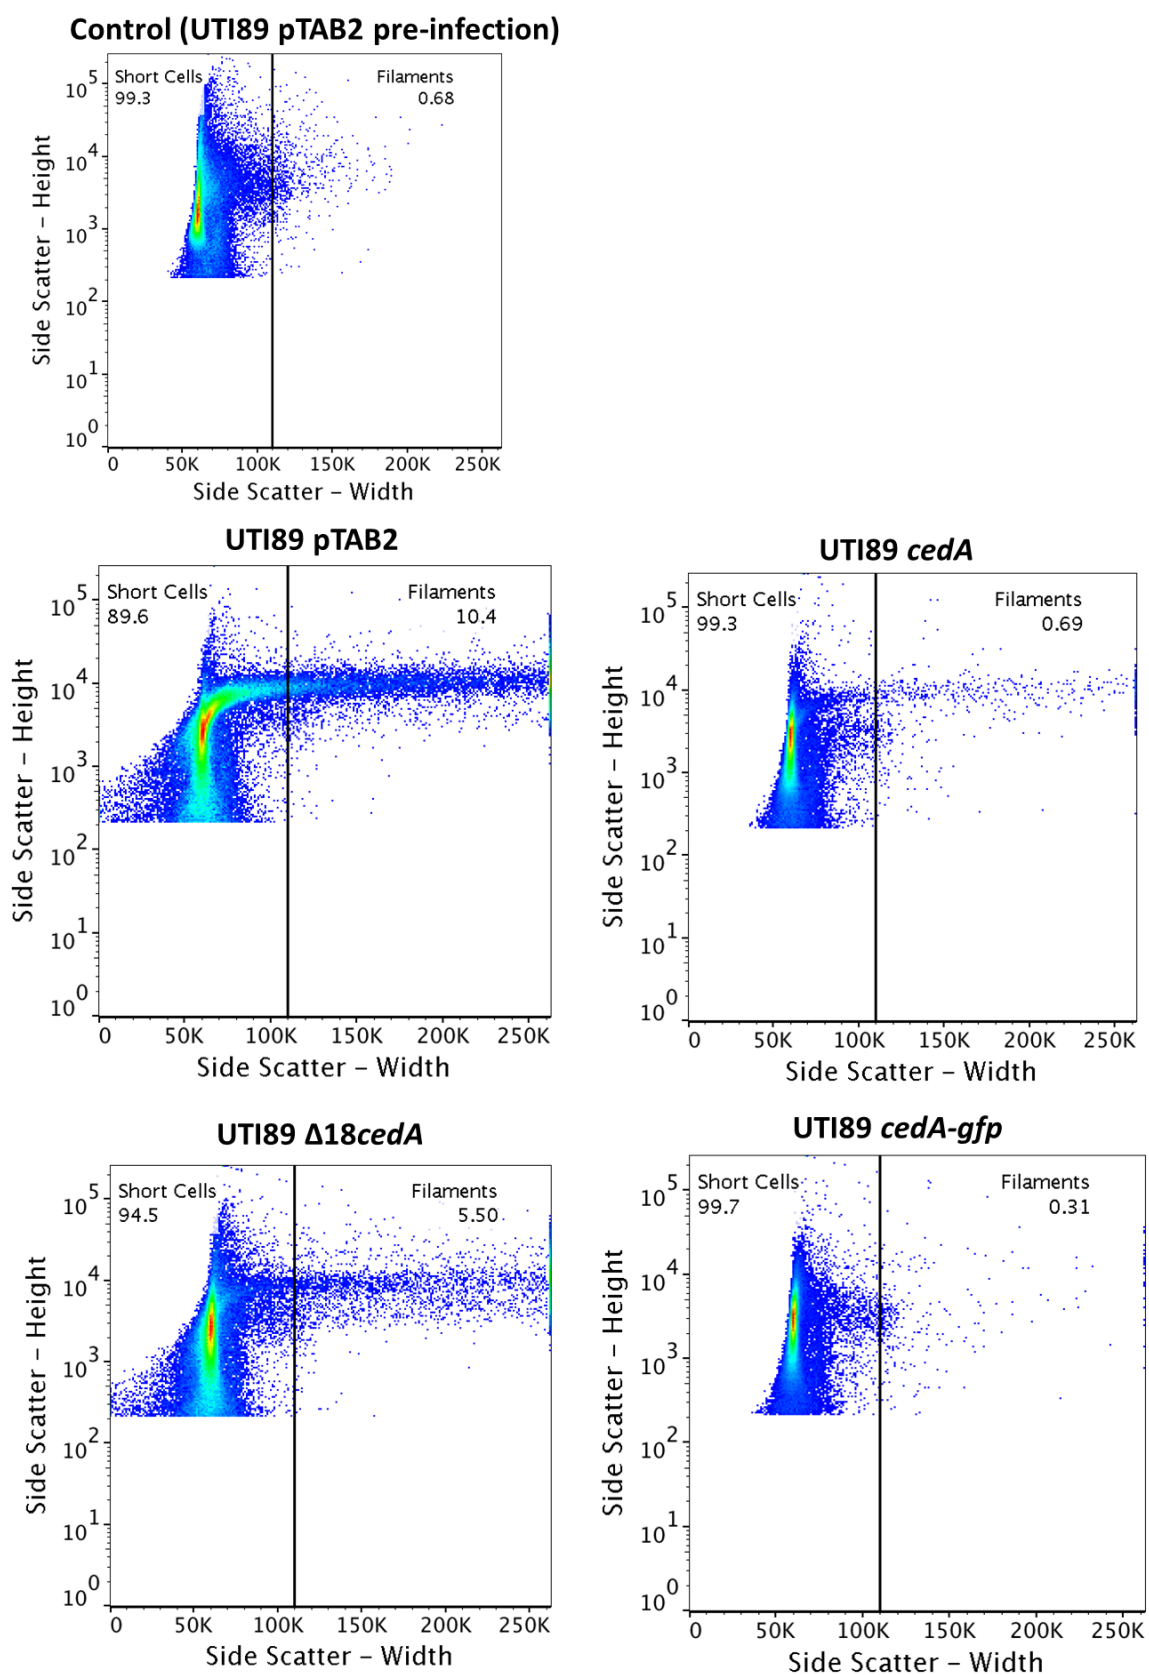 Control (UTI89 pTAB2 pre-infection)
Short Cells
99.3
Filaments
0.68
10^5
10^4
10^3
10^2
10^1
10^0
Side Scatter – Height
0 50K 100K 150K 200K 250K
Side Scatter – Width
UTI89 pTAB2
Short Cells
89.6
Filaments
10.4
10^5
10^4
10^3
10^2
10^1
10^0
Side Scatter – Height
0 50K 100K 150K 200K 250K
Side Scatter – Width
UTI89 cedA
Short Cells
99.3
Filaments
0.69
10^5
10^4
10^3
10^2
10^1
10^0
Side Scatter – Height
0 50K 100K 150K 200K 250K
Side Scatter – Width
UTI89 Δ18cedA
Short Cells
94.5
Filaments
5.50
10^5
10^4
10^3
10^2
10^1
10^0
Side Scatter – Height
0 50K 100K 150K 200K 250K
Side Scatter – Width
UTI89 cedA-gfp
Short Cells
99.7
Filaments
0.31
10^5
10^4
10^3
10^2
10^1
10^0
Side Scatter – Height
0 50K 100K 150K 200K 250K
Side Scatter – Width